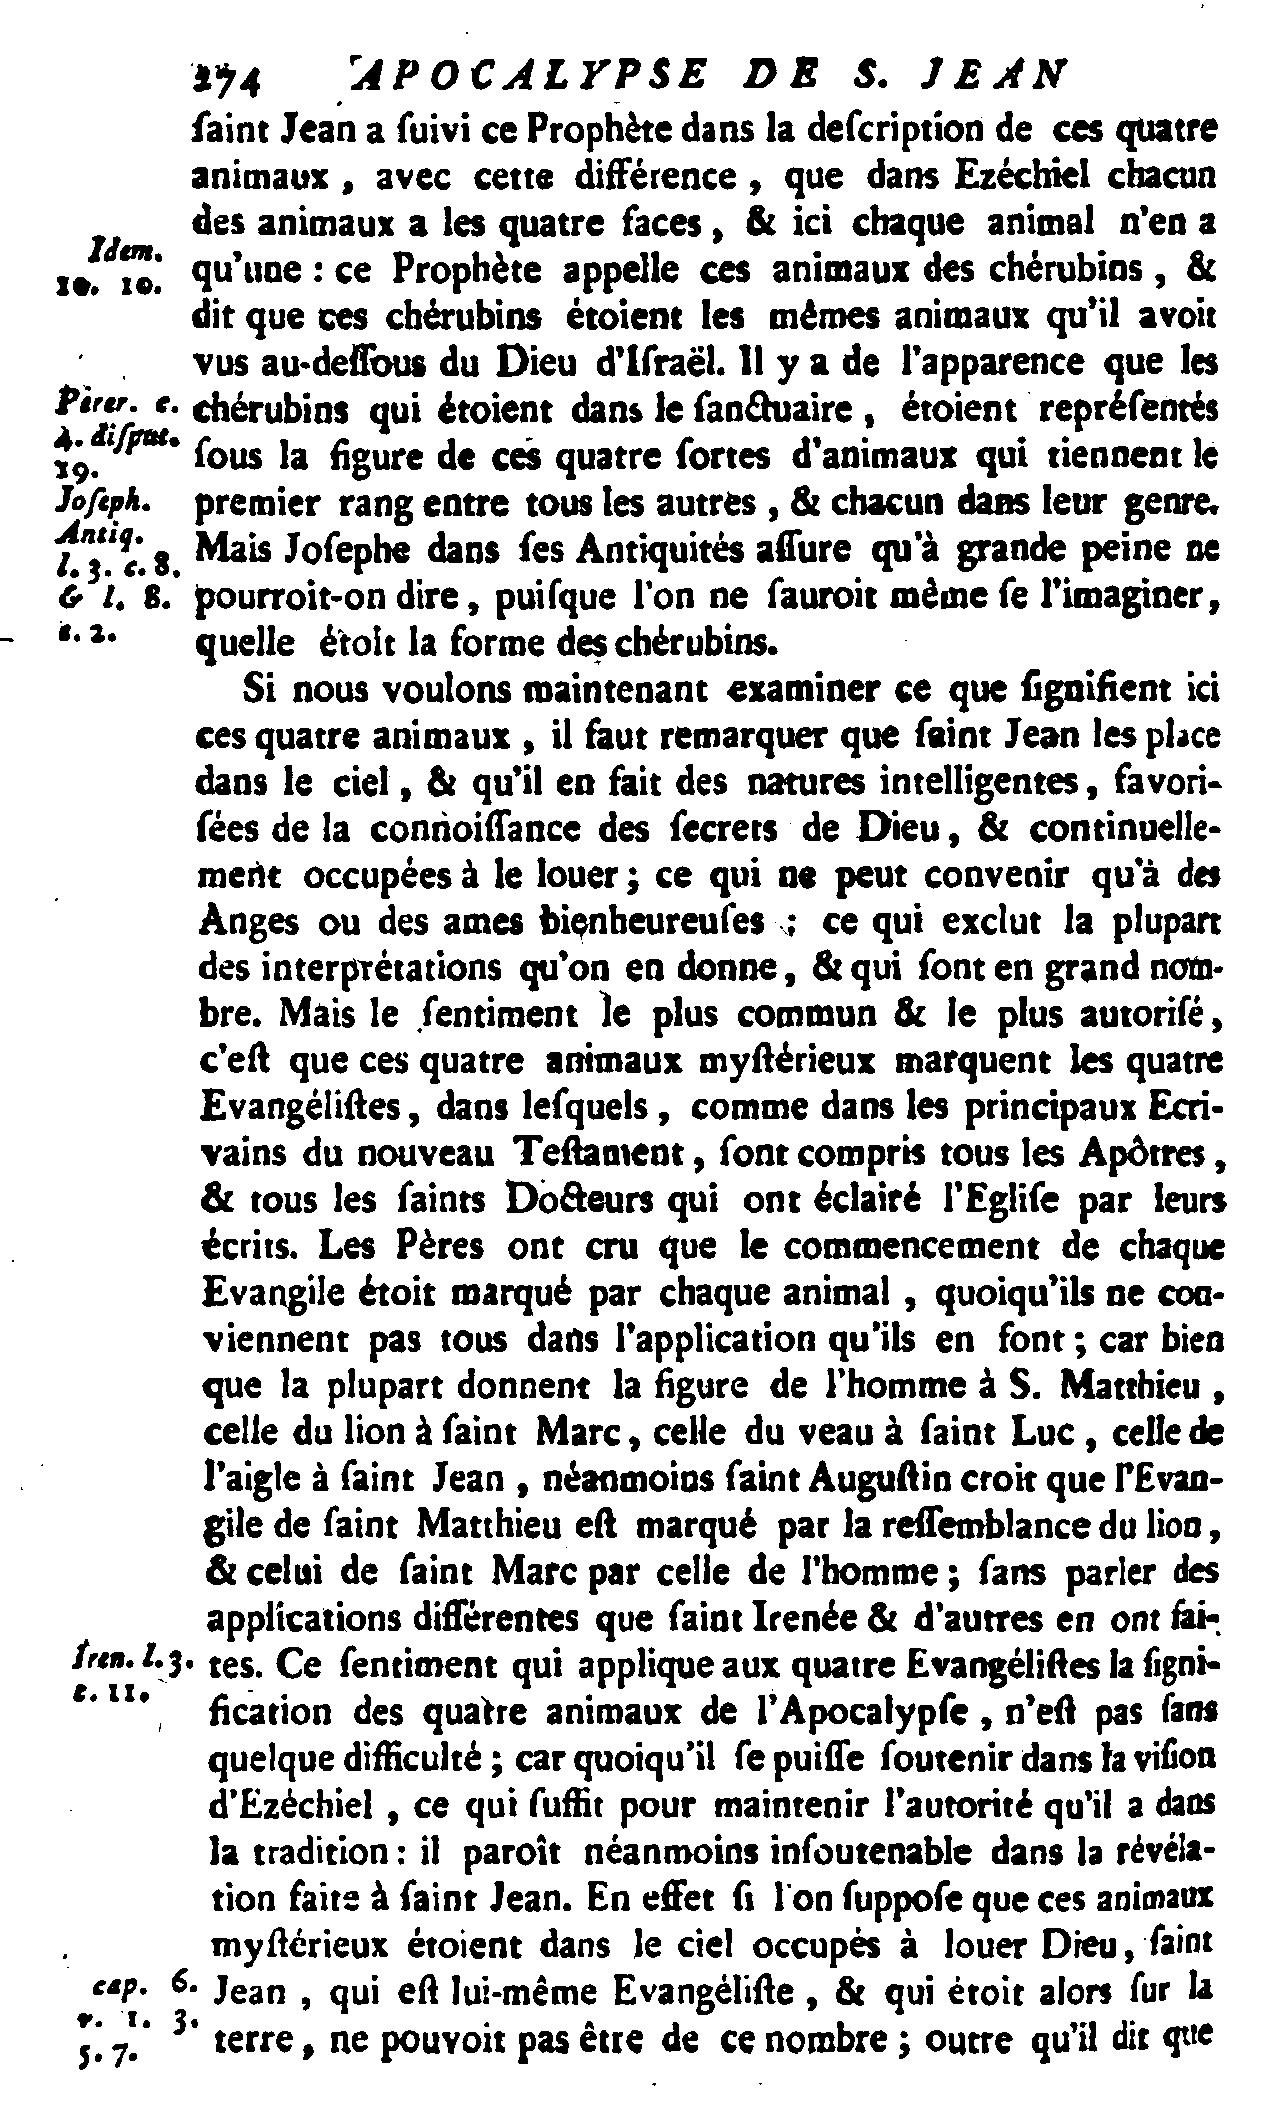 274 APOCALYPSE DE S. JEAN
ſaint Jean a ſuivi ce Prophète dans la deſcription de ces quatre
animaux, avec cette différence, que dans Ezéchiel chacun
des animaux a les quatre faces, & ici chaque animal n'en a
Idem.
10. 10.
qu'une : ce Prophète appelle ces animaux des chérubins, &
dit que ces chérubins étoient les mêmes animaux qu'il avoit
vus au-deſſous du Dieu d'Iſraël. Il y a de l'apparence que les
Pèrer. c.
4. diſput.
19.
Joſeph.
Antiq.
l. 3. c. 8.
& l. 8.
c. 2.
chérubins qui étoient dans le ſanctuaire, étoient repréſentés
ſous la figure de ces quatre ſortes d'animaux qui tiennent le
premier rang entre tous les autres, & chacun dans leur genre.
Mais Joſephe dans ſes Antiquités aſſure qu'à grande peine ne
pourroit-on dire, puiſque l'on ne ſauroit même ſe l'imaginer,
quelle étoit la forme des chérubins.
Si nous voulons maintenant examiner ce que ſignifient ici
ces quatre animaux, il faut remarquer que ſaint Jean les place
dans le ciel, & qu'il en fait des natures intelligentes, favori-
ſées de la connoiſſance des ſecrets de Dieu, & continuelle-
ment occupées à le louer; ce qui ne peut convenir qu'à des
Anges ou des ames bienheureuſes ; ce qui exclut la plupart
des interprétations qu'on en donne, & qui ſont en grand nom-
bre. Mais le ſentiment le plus commun & le plus autoriſé,
c'eſt que ces quatre animaux myſtérieux marquent les quatre
Evangéliſtes, dans leſquels, comme dans les principaux Ecri-
vains du nouveau Teſtament, ſont compris tous les Apôtres,
& tous les ſaints Docteurs qui ont éclairé l'Egliſe par leurs
écrits. Les Pères ont cru que le commencement de chaque
Evangile étoit marqué par chaque animal, quoiqu'ils ne con-
viennent pas tous dans l'application qu'ils en font; car bien
que la plupart donnent la figure de l'homme à S. Matthieu,
celle du lion à ſaint Marc, celle du veau à ſaint Luc, celle de
l'aigle à ſaint Jean, néanmoins ſaint Auguſtin croit que l'Evan-
gile de ſaint Matthieu eſt marqué par la reſſemblance du lion,
& celui de ſaint Marc par celle de l'homme; ſans parler des
applications différentes que ſaint Irenée & d'autres en ont fai-
Iren. l. 3.
c. 11.
tes. Ce ſentiment qui applique aux quatre Evangéliſtes la ſigni-
fication des quatre animaux de l'Apocalypſe, n'eſt pas ſans
quelque difficulté; car quoiqu'il ſe puiſſe ſoutenir dans la viſion
d'Ezéchiel, ce qui ſuffit pour maintenir l'autorité qu'il a dans
la tradition : il paroît néanmoins inſoutenable dans la révéla-
tion faite à ſaint Jean. En effet ſi l'on ſuppoſe que ces animaux
myſtérieux étoient dans le ciel occupés à louer Dieu, ſaint
cap. 6.
v. 1. 3.
5. 7.
Jean, qui eſt lui-même Evangéliſte, & qui étoit alors ſur la
terre, ne pouvoit pas être de ce nombre; outre qu'il dit que